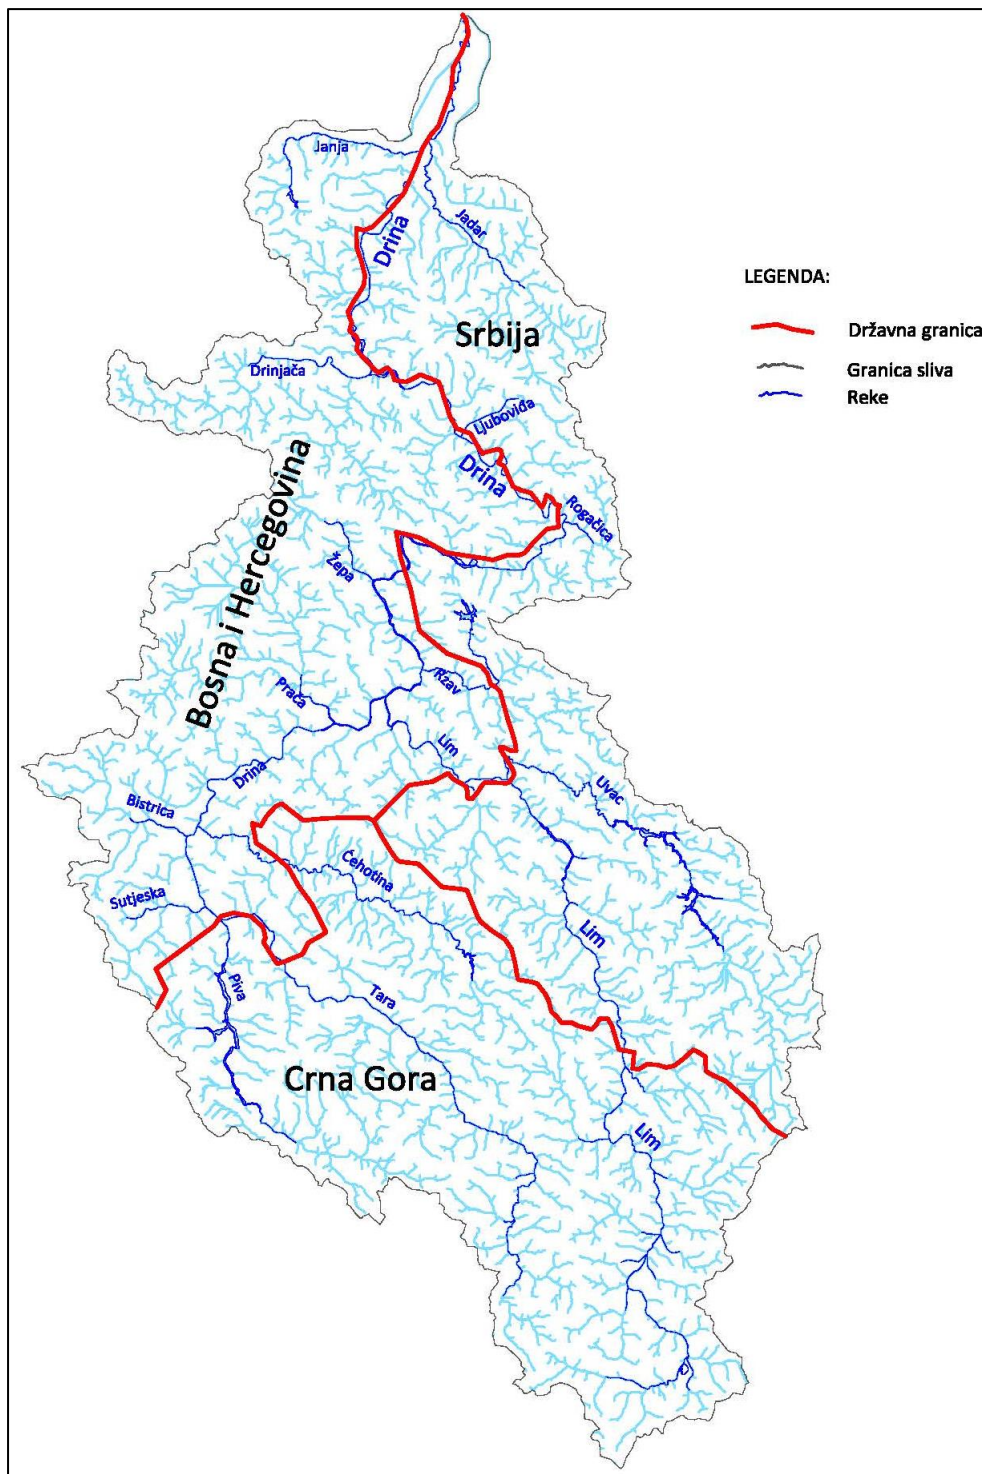 Janja
Jadar
Drina
LEGENDA:
Srbija
Državna granica
Drinjača
Granica sliva
Reke
Ljuboviđa
Drina
Bosna i Hercegovina
Rogačica
Žepa
Rzav
Prača
Lim
Drina
Uvac
Bistrica
Ćehotina
Sutjeska
Lim
Piva
Tara
Crna Gora
Lim